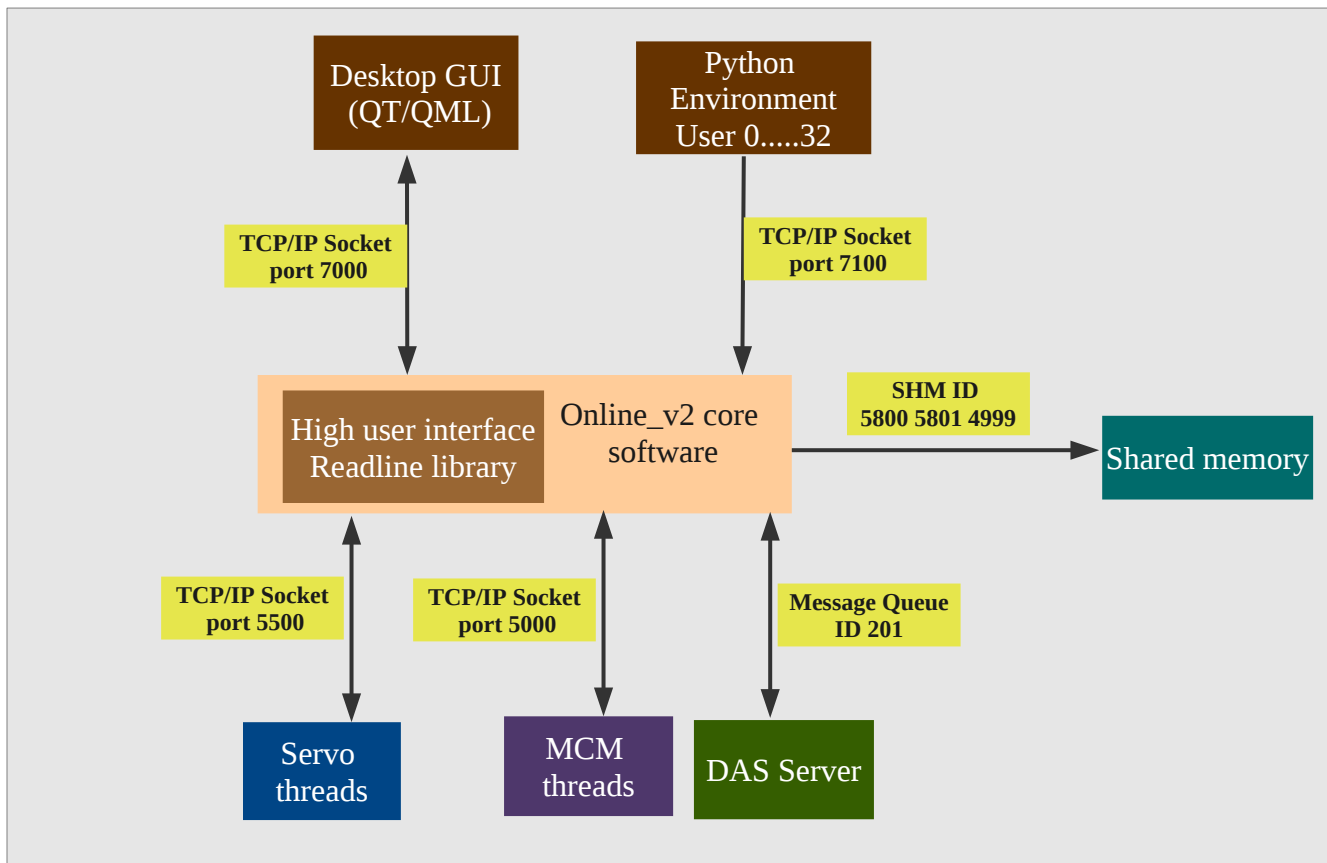 Desktop GUI
(QT/QML)
Python
Environment
User 0.....32
TCP/IP Socket
port 7000
TCP/IP Socket
port 7100
High user interface
Readline library
Online_v2 core
software
SHM ID
5800 5801 4999
Shared memory
TCP/IP Socket
port 5500
TCP/IP Socket
port 5000
Message Queue
ID 201
Servo
threads
MCM
threads
DAS Server